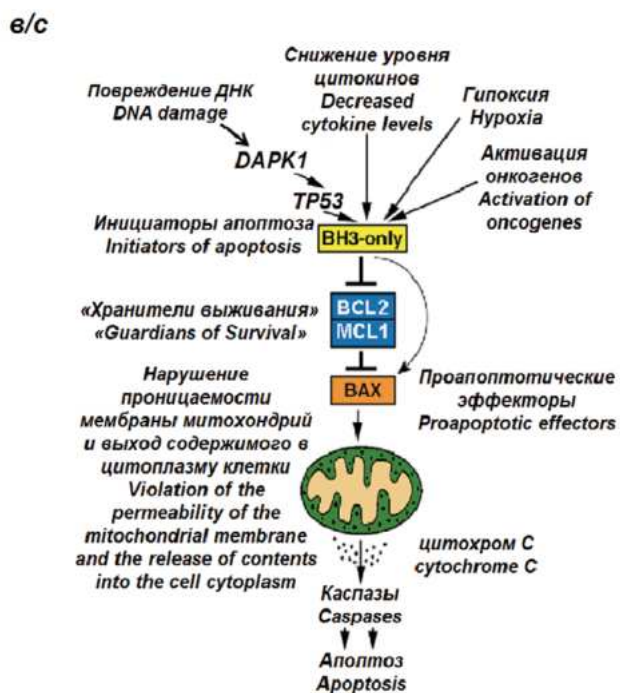 в/с
Снижение уровня
цитокинов
Decreased
cytokine levels
Повреждение ДНК
DNA damage
Гипоксия
Hypoxia
DAPK1
Активация
онкогенов
Activation of
oncogenes
TP53
Инициаторы апоптоза
Initiators of apoptosis
BH3-only
«Хранители выживания»
«Guardians of Survival»
BCL2
MCL1
BAX
Проапоптотические
эффекторы
Proapoptotic effectors
Нарушение
проницаемости
мембраны митохондрий
и выход содержимого в
цитоплазму клетки
Violation of the
permeability of the
mitochondrial membrane
and the release of contents
into the cell cytoplasm
цитохром С
cytochrome C
Каспазы
Caspases
Апоптоз
Apoptosis